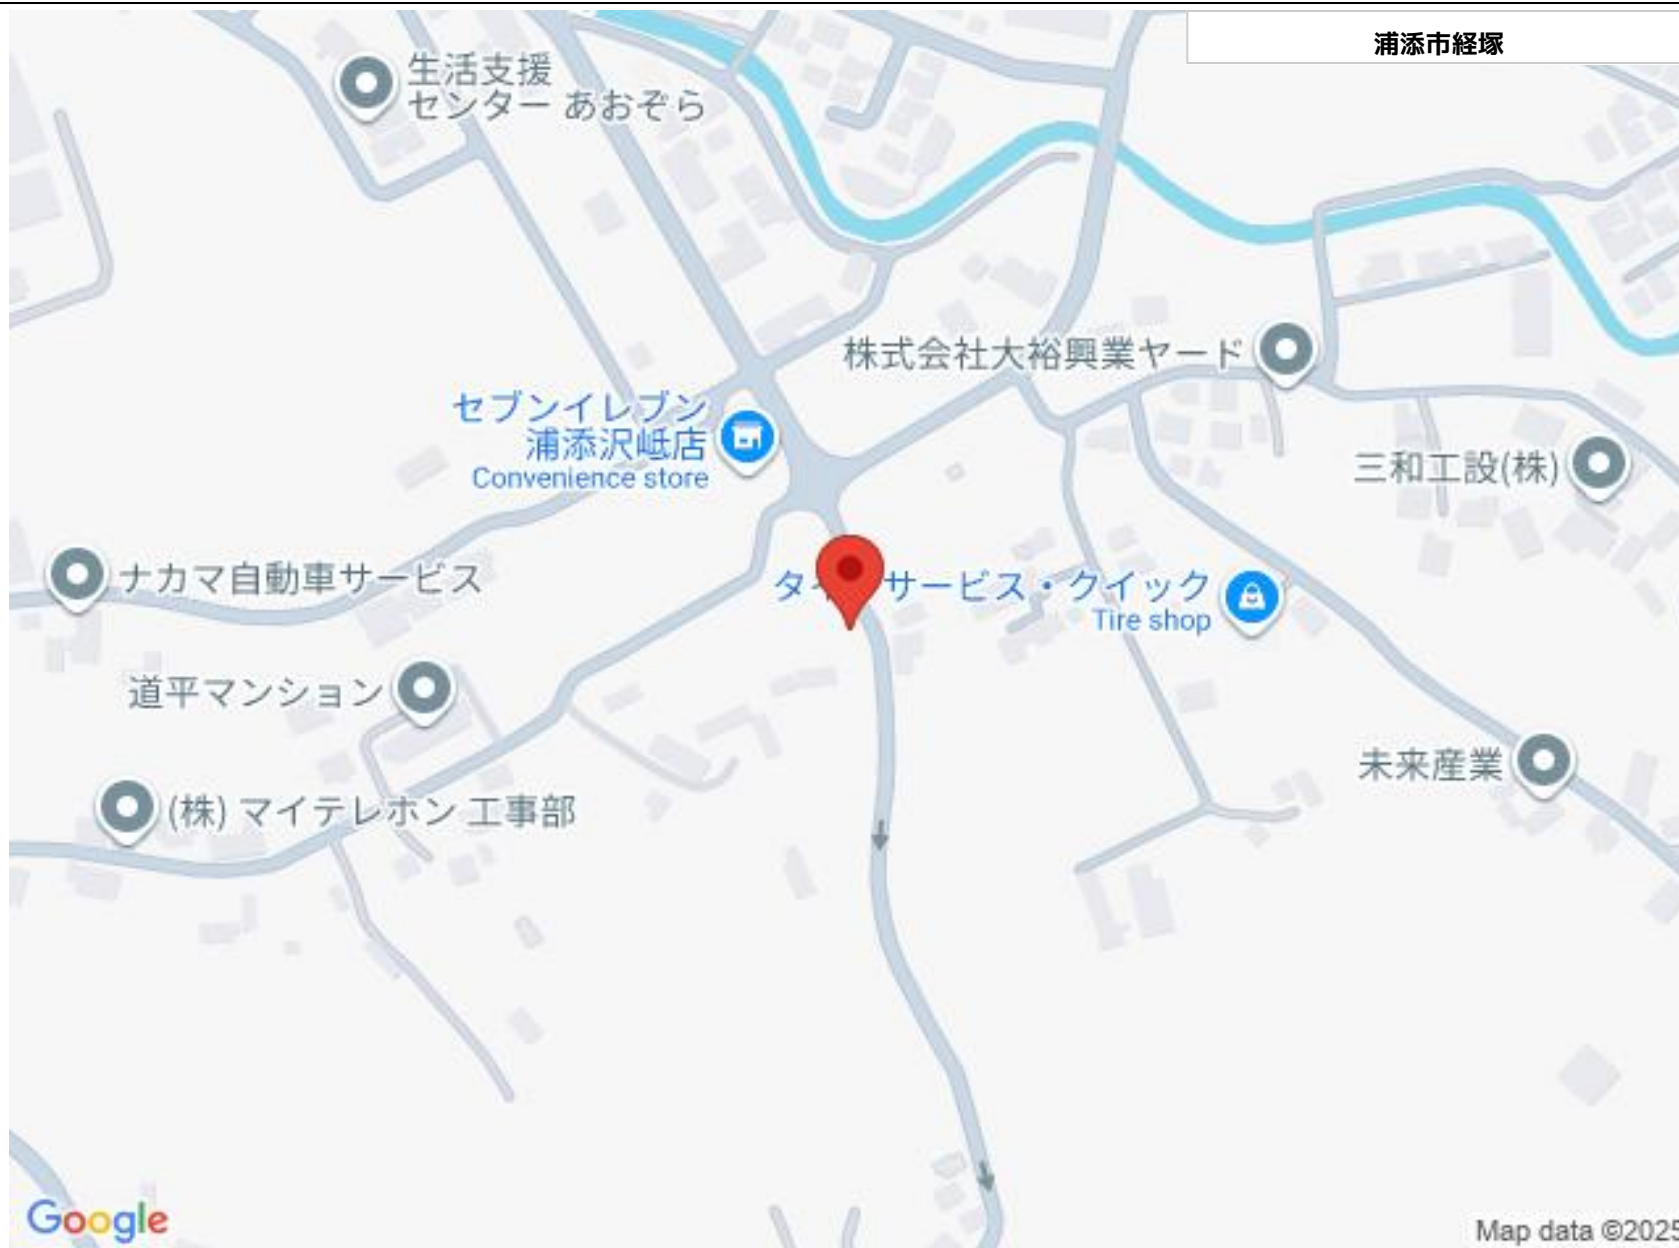 浦添市経塚
生活支援
センター あおぞら
株式会社大裕興業ヤード
セブンイレブン
浦添沢岻店
Convenience store
三和工設(株)
ナカマ自動車サービス
サービス・クイック
Tire shop
道平マンション
未来産業
(株) マイテレホン 工事部
Google
Map data ©2025